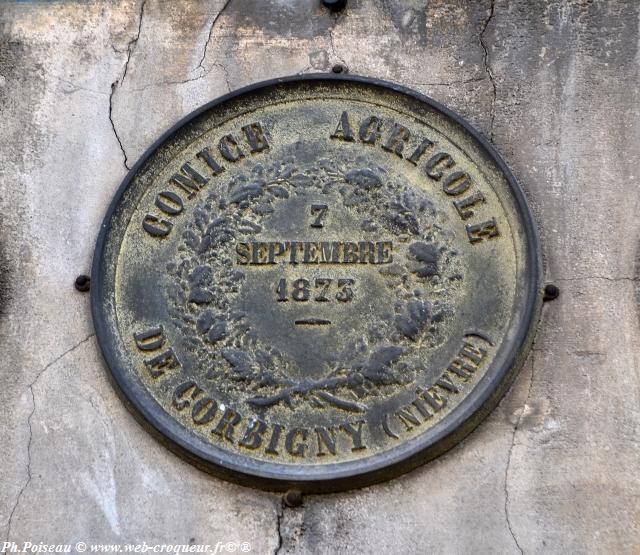 COMICE AGRICOLE
7
SEPTEMBRE
1873
DE CORBIGNY (NIÈVRE)
Ph.Poiseau © www-web-croqueur.fr©®